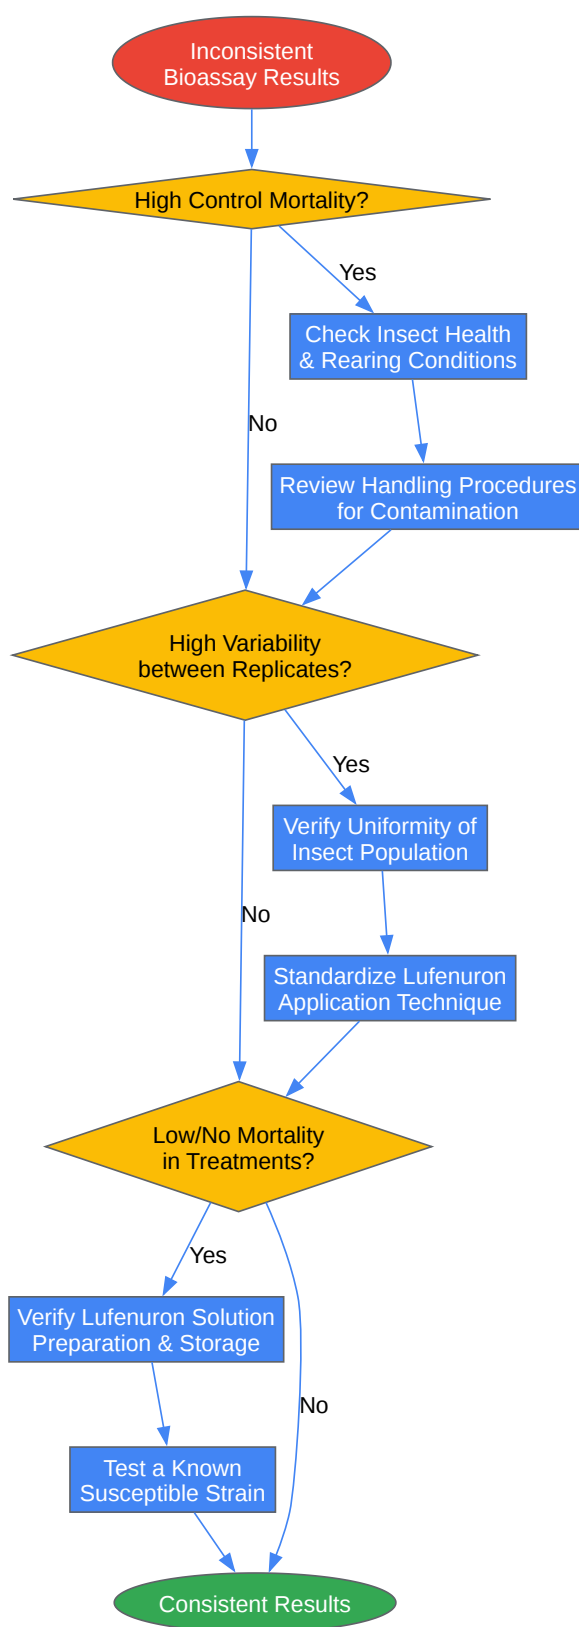 Inconsistent
Bioassay Results
High Control Mortality?
Yes
Check Insect Health
& Rearing Conditions
No
Review Handling Procedures
for Contamination
High Variability
between Replicates?
Yes
Verify Uniformity of
Insect Population
No
Standardize Lufenuron
Application Technique
Low/No Mortality
in Treatments?
Yes
Verify Lufenuron Solution
Preparation & Storage
No
Test a Known
Susceptible Strain
Consistent Results